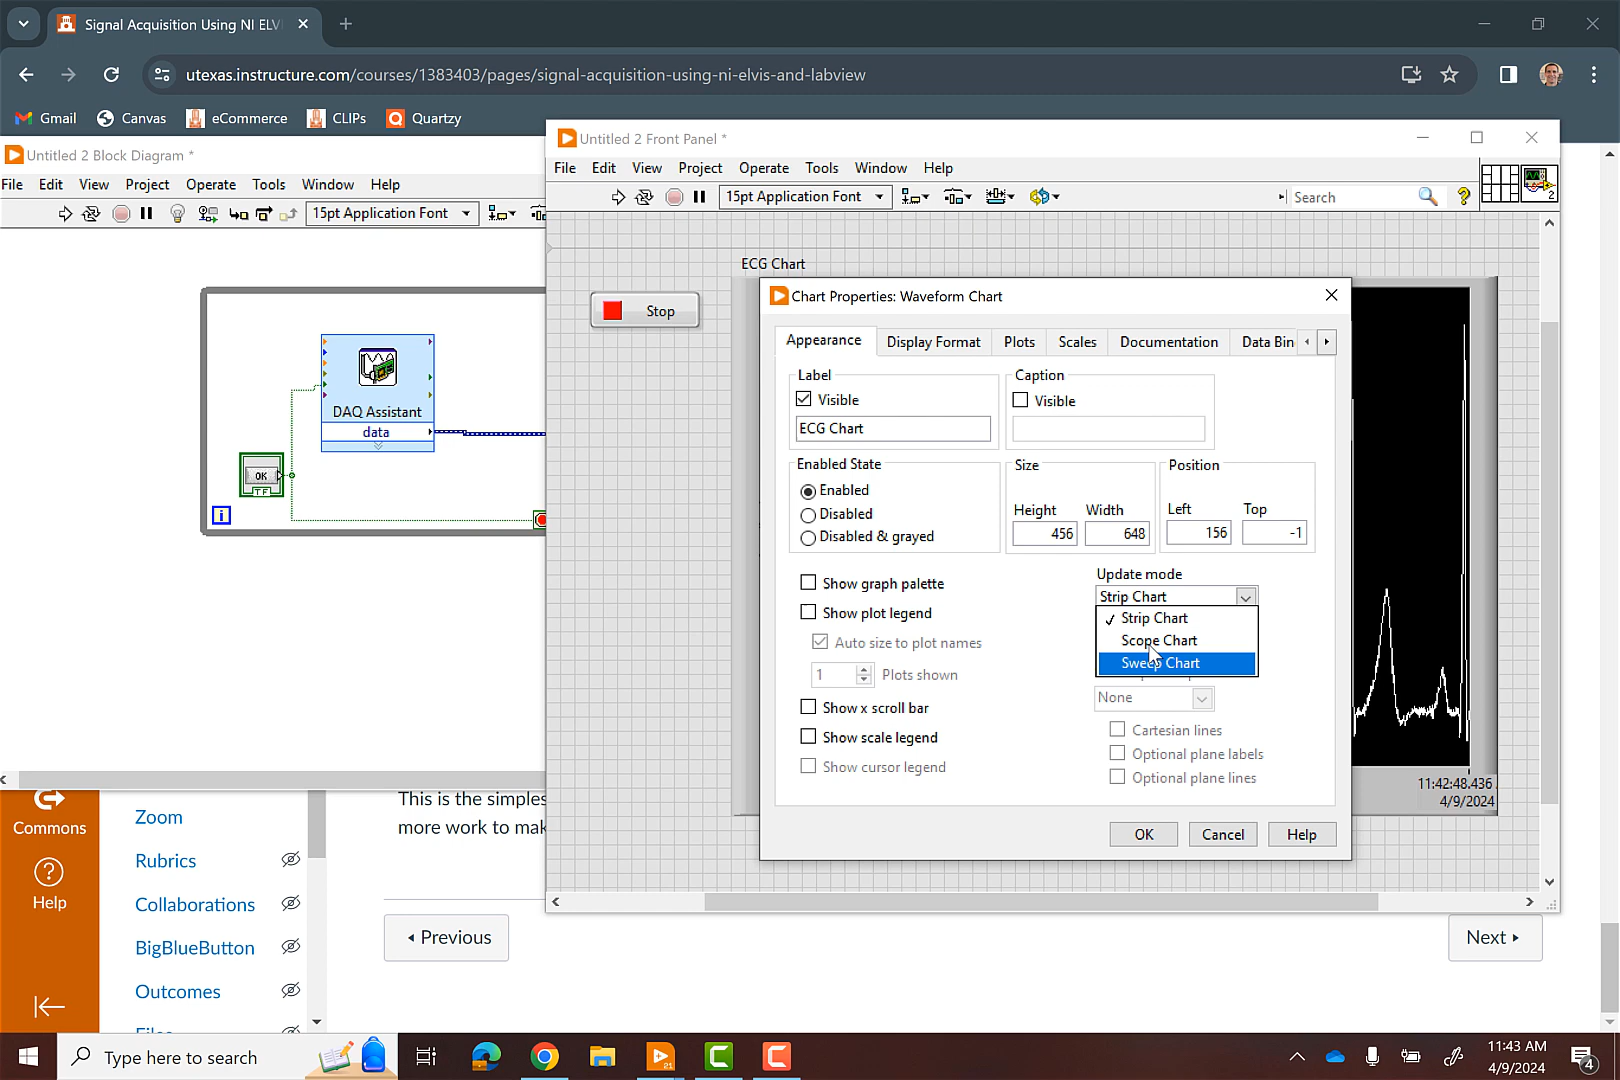 Signal Acquisition Using NI ELV
utexas.instructure.com/courses/1383403/pages/signal-acquisition-using-ni-elvis-and-labview
Gmail Canvas eCommerce CLIPs Quartzy
Untitled 2 Block Diagram *
File Edit View Project Operate Tools Window Help
15pt Application Font
DAQ Assistant
data
OK
TF
i
Untitled 2 Front Panel *
File Edit View Project Operate Tools Window Help
15pt Application Font
Search
?
2
ECG Chart
Stop
Chart Properties: Waveform Chart
Appearance Display Format Plots Scales Documentation Data Bin
Label
Visible
ECG Chart
Caption
Visible
Enabled State
Enabled
Disabled
Disabled & grayed
Size
Height Width
456 648
Position
Left Top
156 -1
Show graph palette
Show plot legend
Auto size to plot names
1 Plots shown
Show x scroll bar
Show scale legend
Show cursor legend
Update mode
Strip Chart
Strip Chart
Scope Chart
Sweep Chart
None
Cartesian lines
Optional plane labels
Optional plane lines
OK Cancel Help
11:42:48.436
4/9/2024
Commons
Help
Zoom
Rubrics
Collaborations
BigBlueButton
Outcomes
This is the simples
more work to mak
Previous
Next
Type here to search
21
11:43 AM
4/9/2024
4